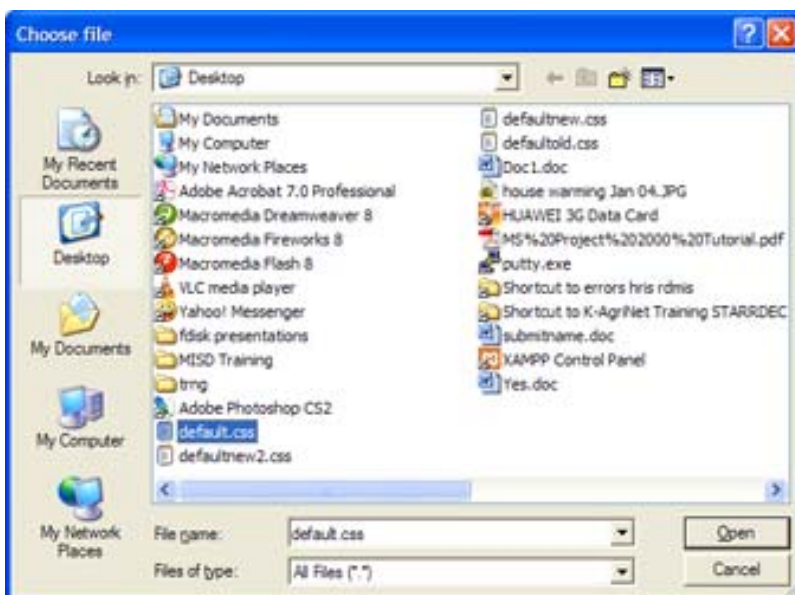 Choose file
Look in:
Desktop
My Recent
Documents
Desktop
My Documents
My Computer
My Network
Places
My Documents
My Computer
My Network Places
Adobe Acrobat 7.0 Professional
Macromedia Dreamweaver 8
Macromedia Fireworks 8
Macromedia Flash 8
VLC media player
Yahoo! Messenger
fdisk presentations
MISD Training
trng
Adobe Photoshop CS2
default.css
defaultnew2.css
defaultnew.css
defaultold.css
Doc1.doc
house warming Jan 04.JPG
HUAWEI 3G Data Card
MS%20Project%202000%20Tutorial.pdf
putty.exe
Shortcut to errors hris rdmis
Shortcut to K-AgriNet Training STARRDEC
submitname.doc
XAMPP Control Panel
Yes.doc
File name:
default.css
Open
Files of type:
All Files (*.*)
Cancel